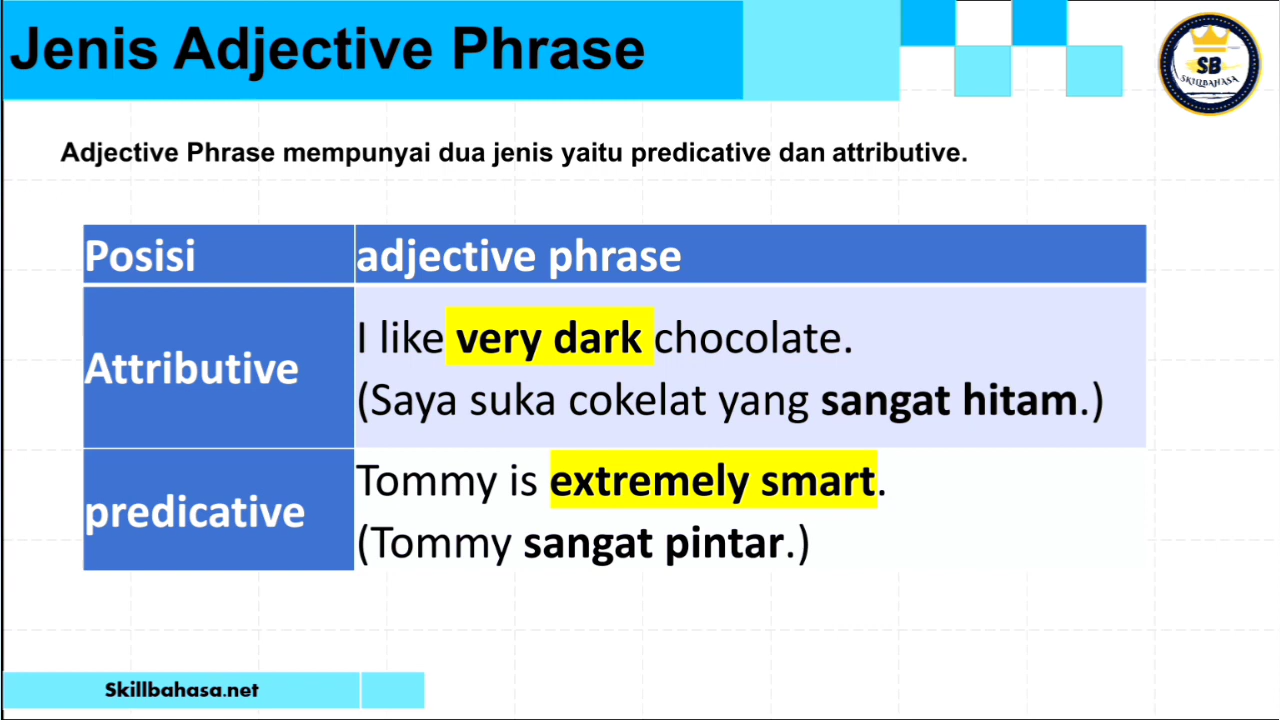 Jenis Adjective Phrase
SB
SKILLBAHASA
Adjective Phrase mempunyai dua jenis yaitu predicative dan attributive.
Posisi
adjective phrase
Attributive
I like very dark chocolate.
(Saya suka cokelat yang sangat hitam.)
predicative
Tommy is extremely smart.
(Tommy sangat pintar.)
Skillbahasa.net